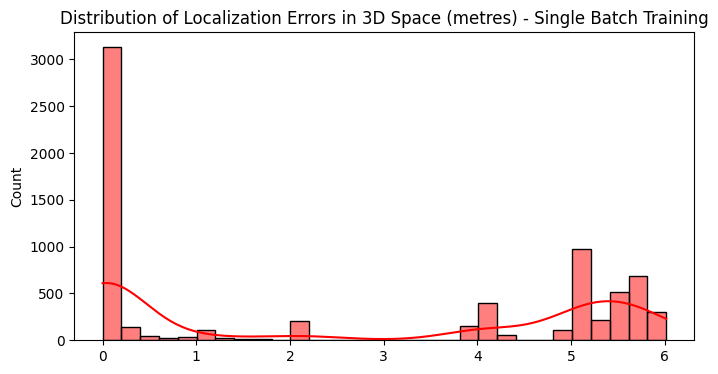 Distribution of Localization Errors in 3D Space (metres) - Single Batch Training
3000
2500
2000
1500
1000
500
0
Count
0 1 2 3 4 5 6